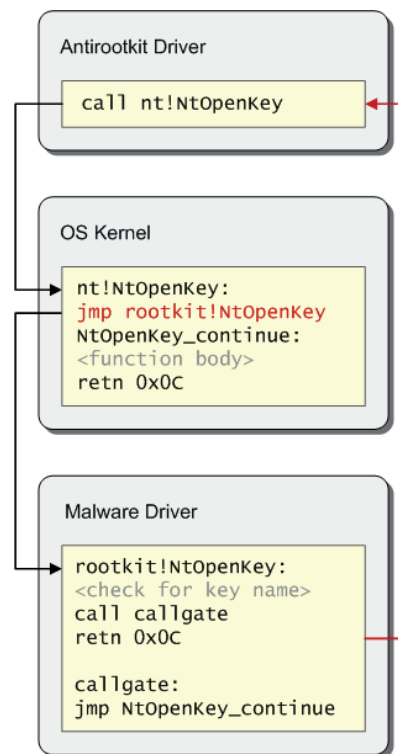 Antirootkit Driver
call nt!NtOpenKey
OS Kernel
nt!NtOpenKey:
jmp rootkit!NtOpenKey
NtOpenKey_continue:
<function body>
retn 0x0C
Malware Driver
rootkit!NtOpenKey:
<check for key name>
call callgate
retn 0x0C
callgate:
jmp NtOpenKey_continue